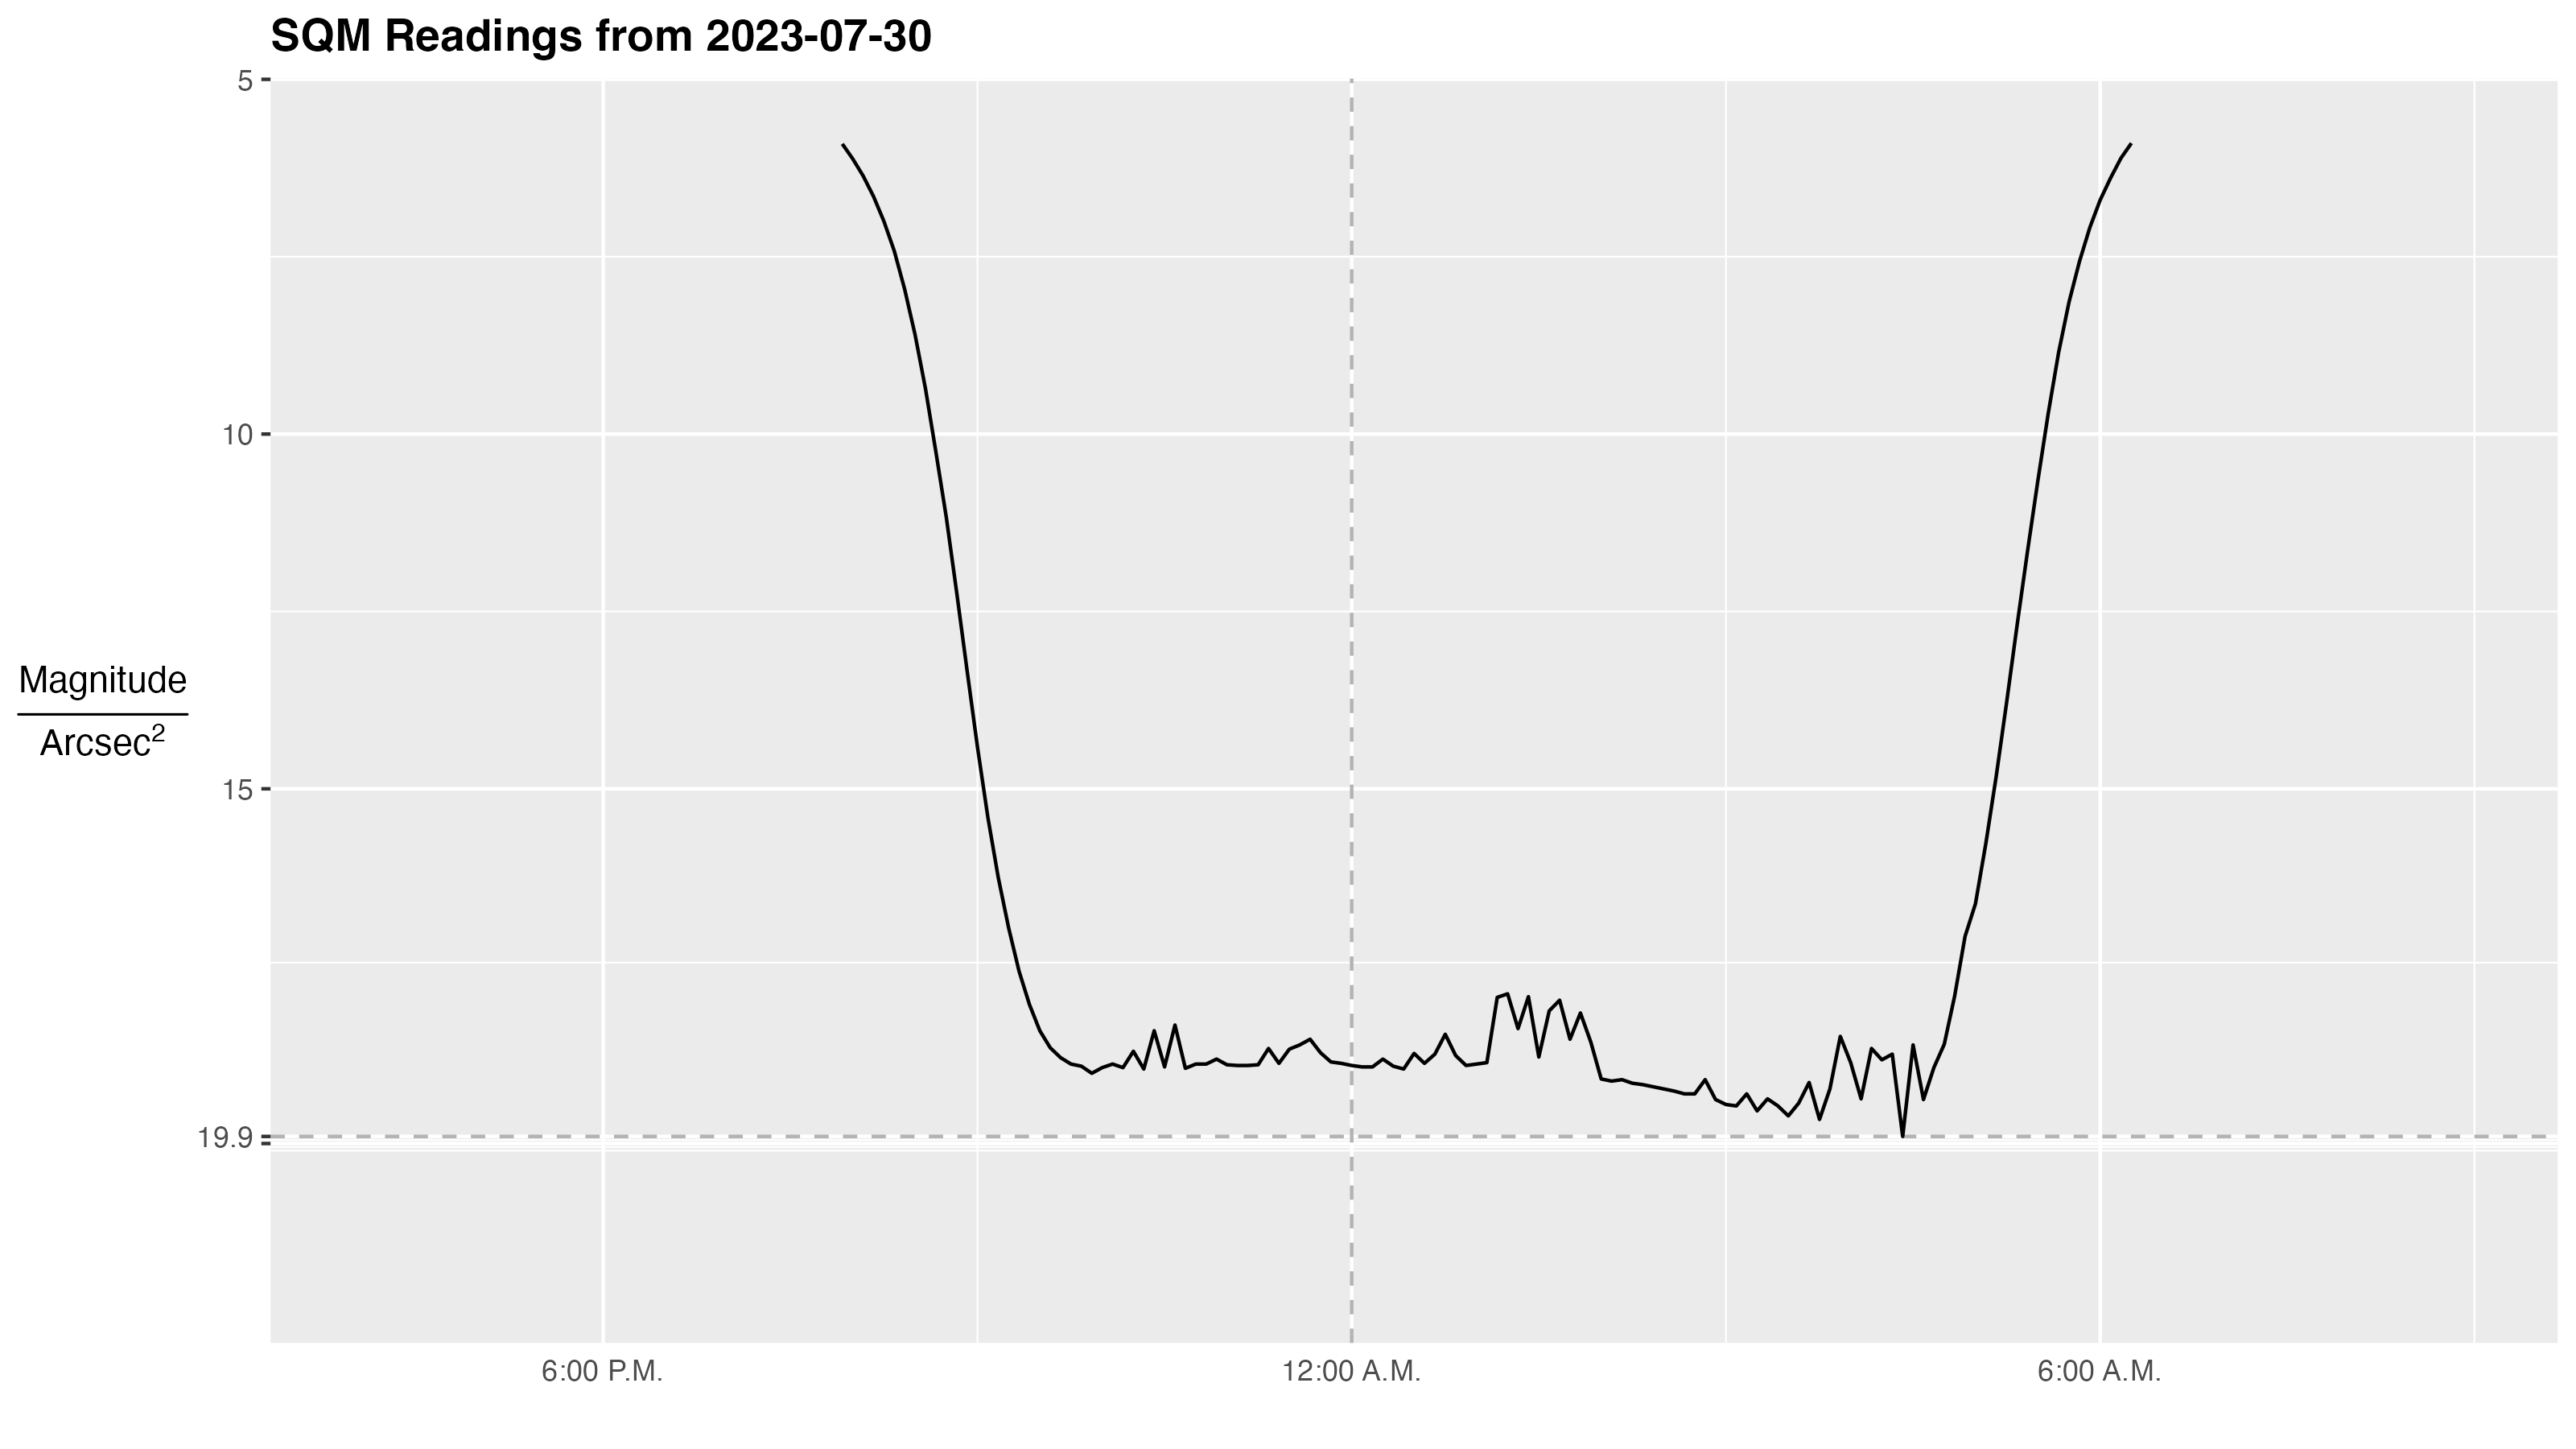 SQM Readings from 2023-07-30
5
10
15
19.9
Magnitude
Arcsec²
6:00 P.M.
12:00 A.M.
6:00 A.M.